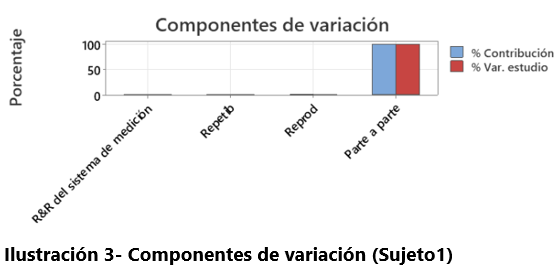 Componentes de variación
Porcentaje
100
50
0
% Contribución
% Var. estudio
R&R del sistema de medición
Repetib
Reprod
Parte a parte
Ilustración 3- Componentes de variación (Sujeto1)